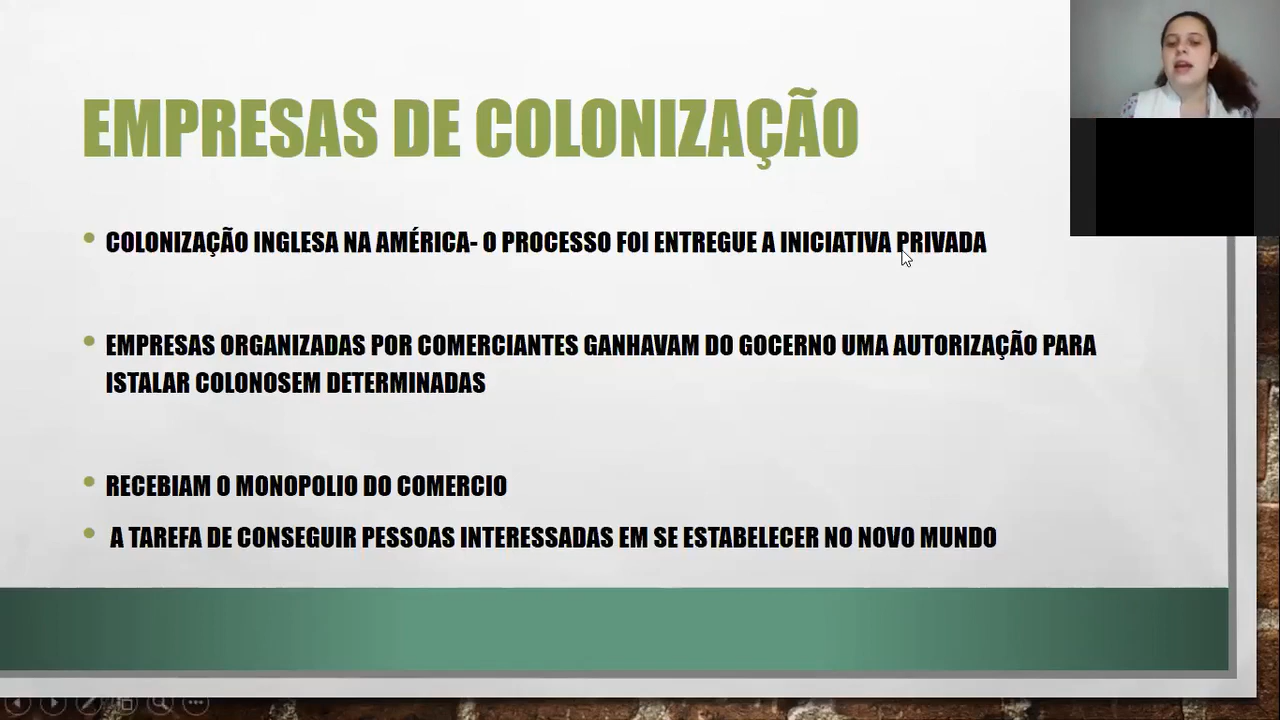 EMPRESAS DE COLONIZAÇÃO
• COLONIZAÇÃO INGLESA NA AMÉRICA- O PROCESSO FOI ENTREGUE A INICIATIVA PRIVADA
• EMPRESAS ORGANIZADAS POR COMERCIANTES GANHAVAM DO GOCERNO UMA AUTORIZAÇÃO PARA
ISTALAR COLONOSEM DETERMINADAS
• RECEBIAM O MONOPOLIO DO COMERCIO
• A TAREFA DE CONSEGUIR PESSOAS INTERESSADAS EM SE ESTABELECER NO NOVO MUNDO